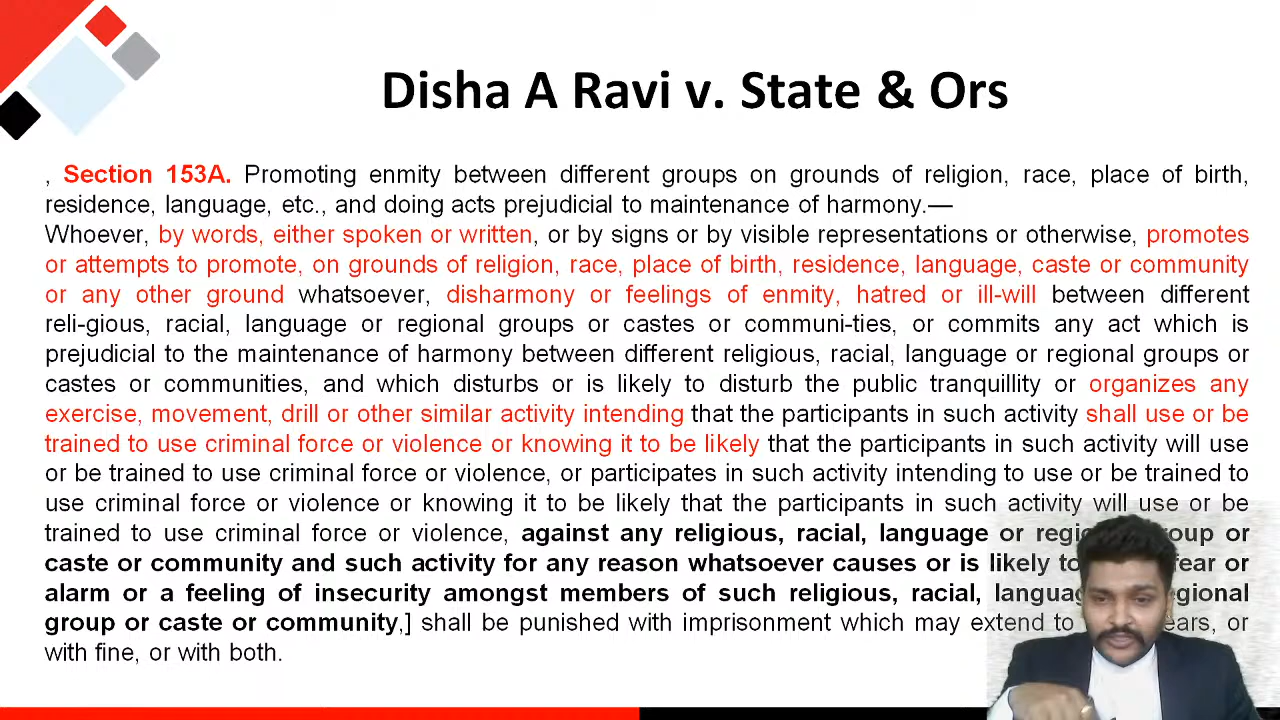 Disha A Ravi v. State & Ors
, Section 153A. Promoting enmity between different groups on grounds of religion, race, place of birth,
residence, language, etc., and doing acts prejudicial to maintenance of harmony.—
Whoever, by words, either spoken or written, or by signs or by visible representations or otherwise, promotes
or attempts to promote, on grounds of religion, race, place of birth, residence, language, caste or community
or any other ground whatsoever, disharmony or feelings of enmity, hatred or ill-will between different
reli-gious, racial, language or regional groups or castes or communi-ties, or commits any act which is
prejudicial to the maintenance of harmony between different religious, racial, language or regional groups or
castes or communities, and which disturbs or is likely to disturb the public tranquillity or organizes any
exercise, movement, drill or other similar activity intending that the participants in such activity shall use or be
trained to use criminal force or violence or knowing it to be likely that the participants in such activity will use
or be trained to use criminal force or violence, or participates in such activity intending to use or be trained to
use criminal force or violence or knowing it to be likely that the participants in such activity will use or be
trained to use criminal force or violence, against any religious, racial, language or or
caste or community and such activity for any reason whatsoever causes or is likely fear or
alarm or a feeling of insecurity amongst members of such religious, racial,
group or caste or community,] shall be punished with imprisonment which may extend to or
with fine, or with both.